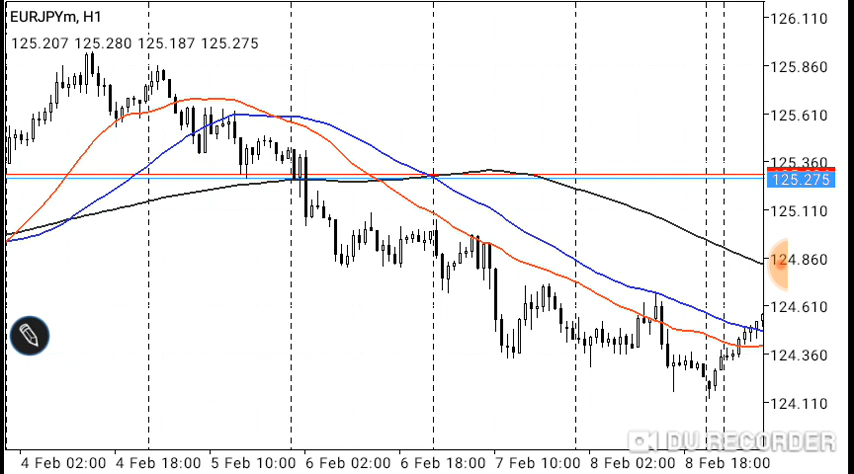 EURJPYm, H1
125.207 125.280 125.187 125.275
126.110
125.860
125.610
125.360
125.275
125.110
124.860
124.610
124.360
124.110
DU RECORDER
4 Feb 02:00 4 Feb 18:00 5 Feb 10:00 6 Feb 02:00 6 Feb 18:00 7 Feb 10:00 8 Feb 02:00 8 Feb 18:00